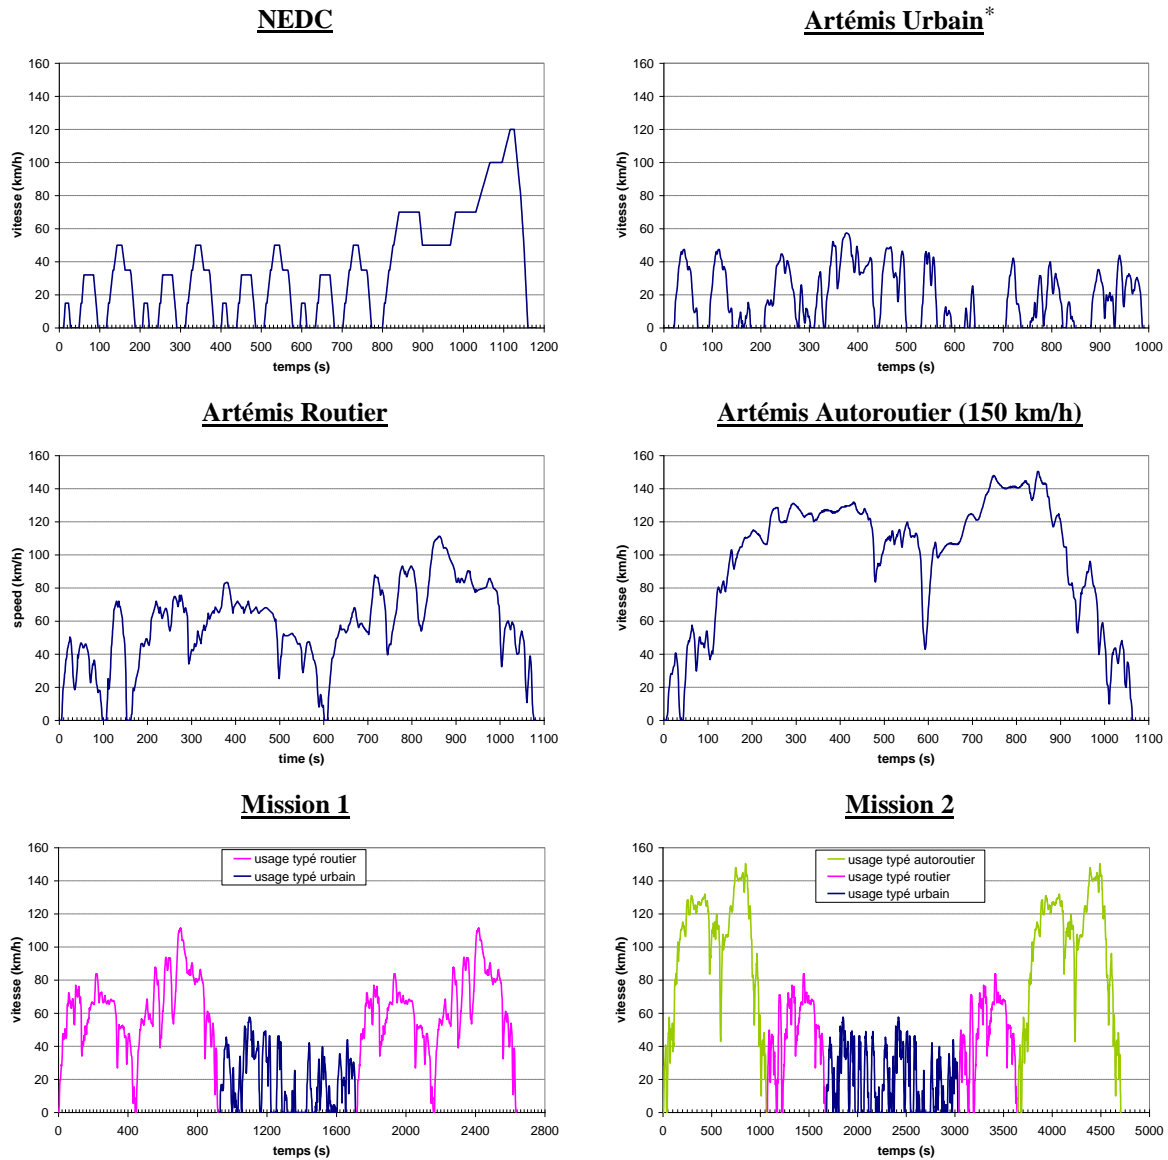 NEDC
Artémis Urbain*
160
140
120
100
80
60
40
20
0
vitesse (km/h)
0 100 200 300 400 500 600 700 800 900 1000 1100 1200
temps (s)
160
140
120
100
80
60
40
20
0
vitesse (km/h)
0 100 200 300 400 500 600 700 800 900 1000
temps (s)
Artémis Routier
Artémis Autoroutier (150 km/h)
160
140
120
100
80
60
40
20
0
speed (km/h)
0 100 200 300 400 500 600 700 800 900 1000 1100
time (s)
160
140
120
100
80
60
40
20
0
vitesse (km/h)
0 100 200 300 400 500 600 700 800 900 1000 1100
temps (s)
Mission 1
Mission 2
160
140
120
100
80
60
40
20
0
vitesse (km/h)
usage typé routier
usage typé urbain
0 400 800 1200 1600 2000 2400 2800
temps (s)
160
140
120
100
80
60
40
20
0
vitesse (km/h)
usage typé autoroutier
usage typé routier
usage typé urbain
0 500 1000 1500 2000 2500 3000 3500 4000 4500 5000
temps (s)